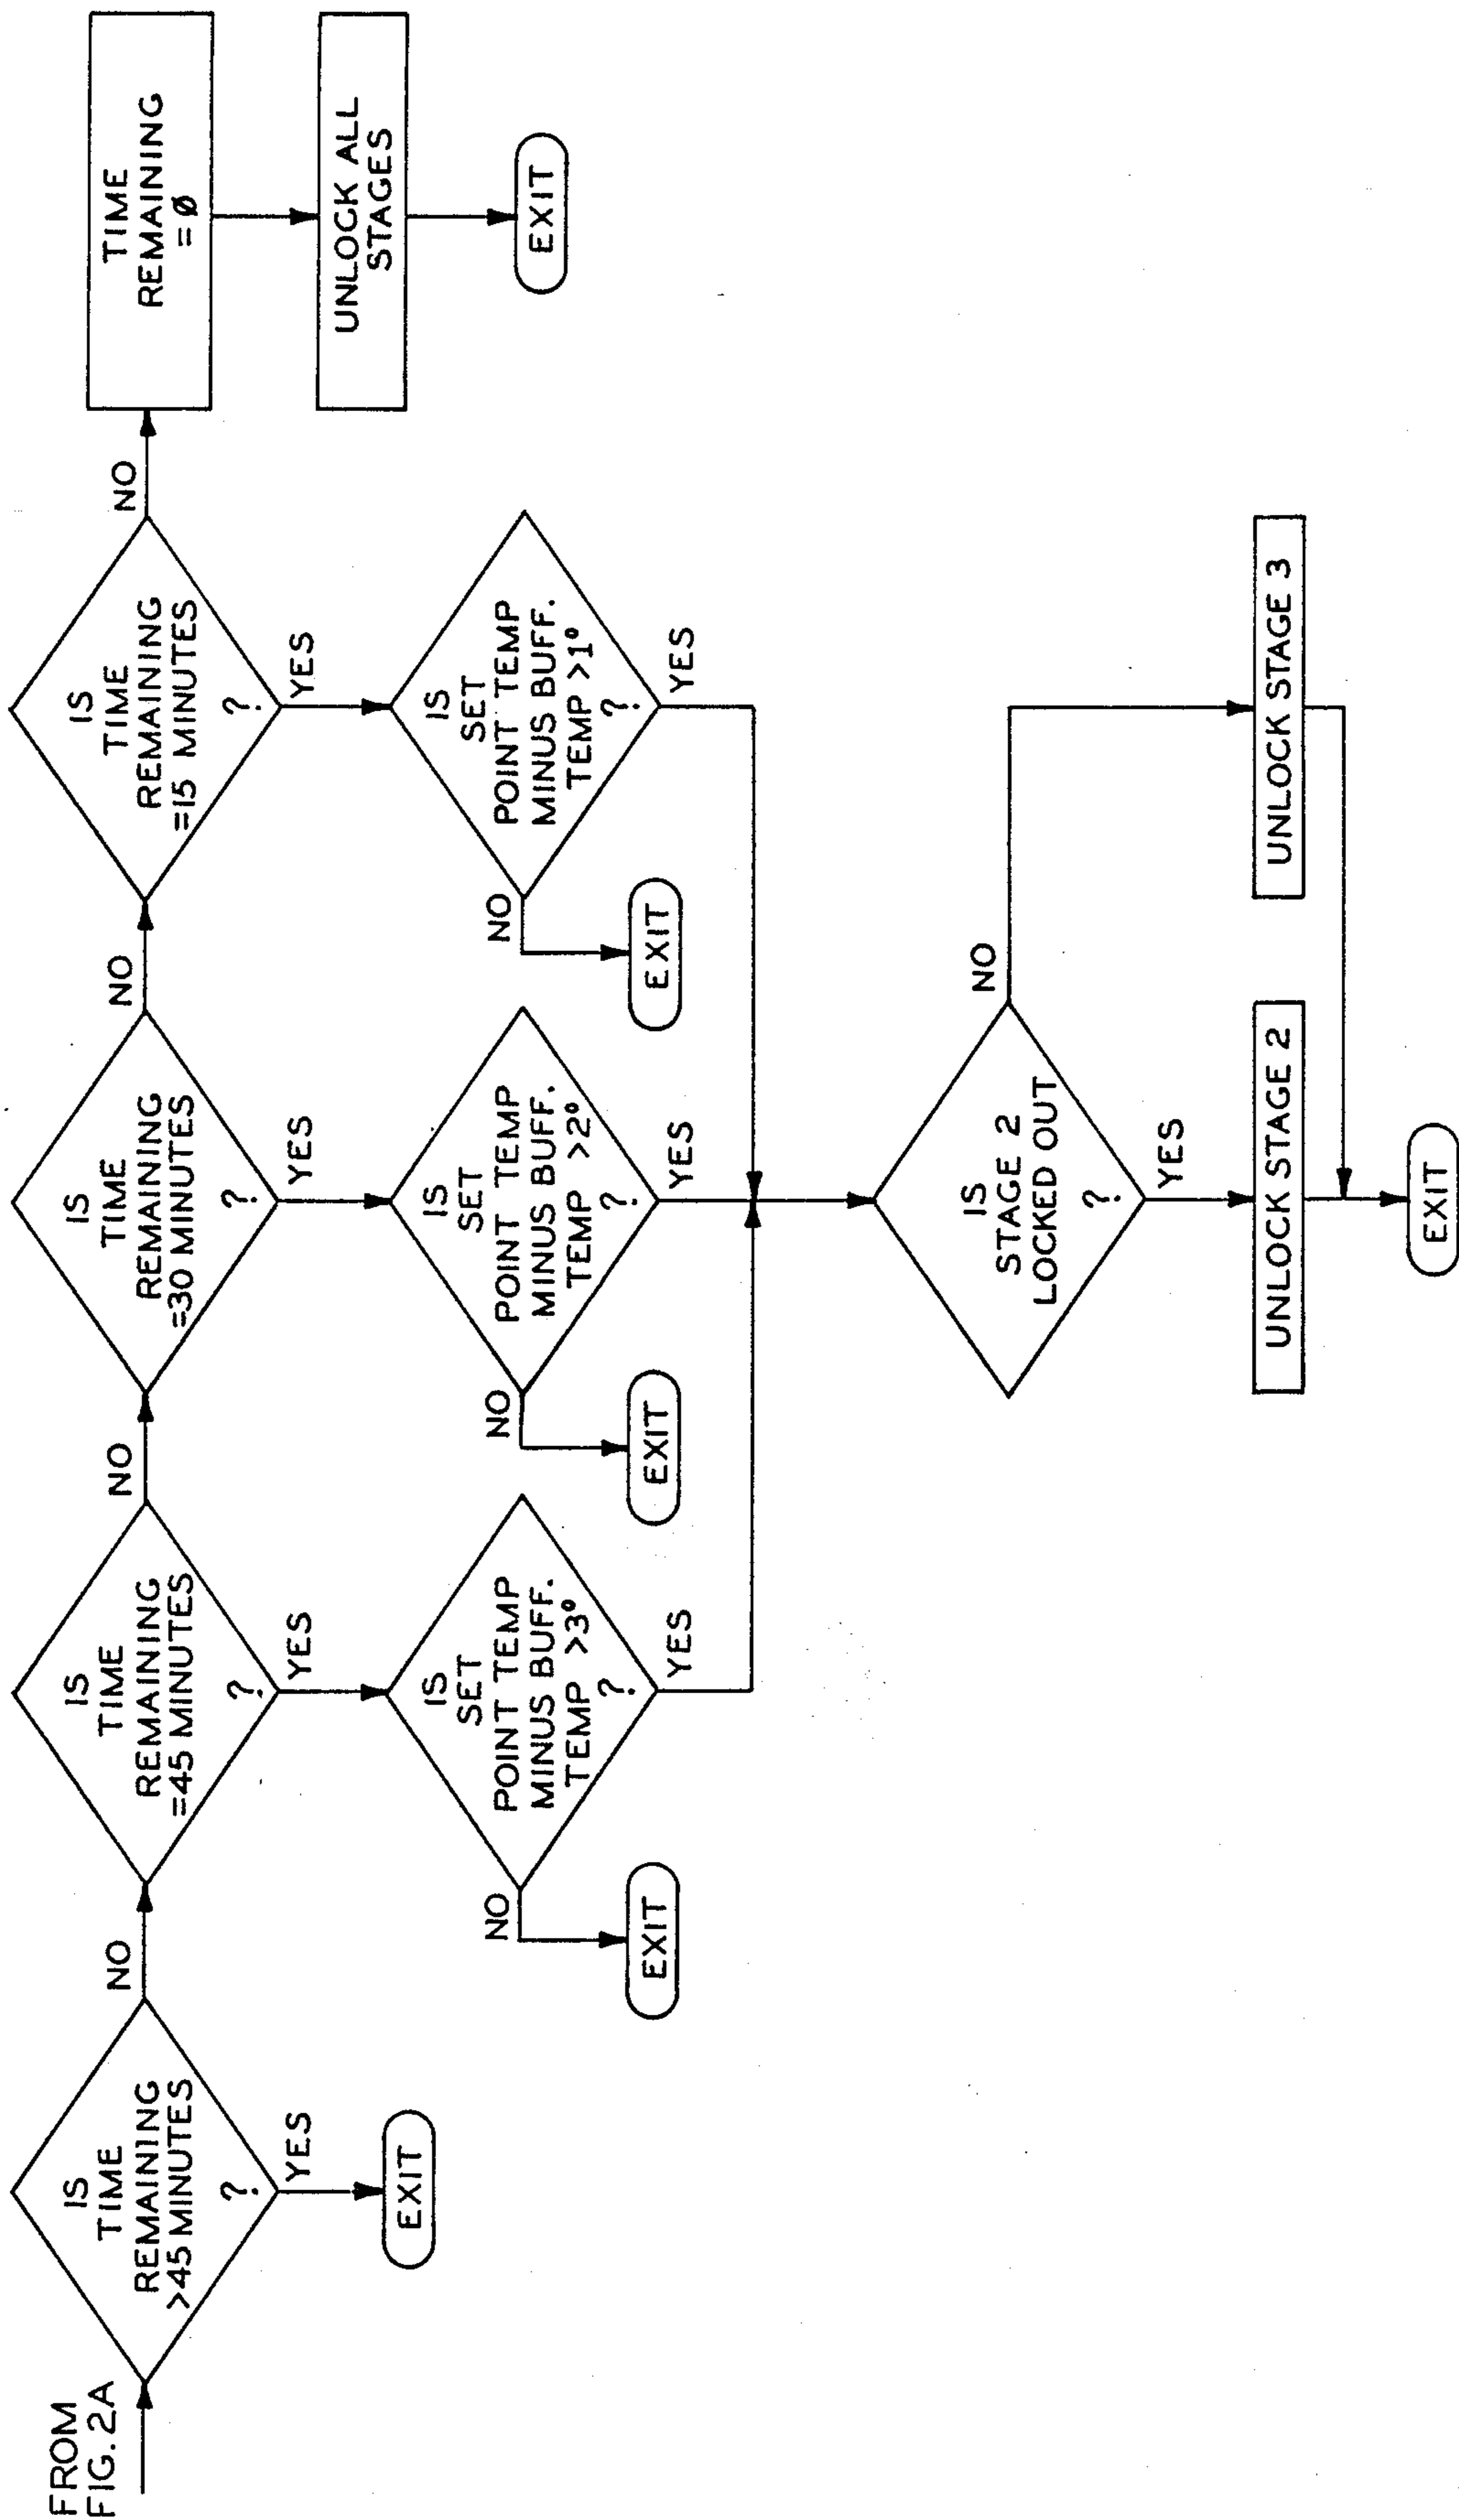 FROM
FIG. 2A
IS
TIME
REMAINING
>45 MINUTES
?
YES
EXIT
NO
IS
TIME
REMAINING
=45 MINUTES
?
YES
NO
IS
SET
POINT TEMP
MINUS BUFF.
TEMP >3°
?
NO
EXIT
YES
IS
TIME
REMAINING
=30 MINUTES
?
YES
NO
IS
SET
POINT TEMP
MINUS BUFF.
TEMP >2°
?
NO
EXIT
YES
IS
TIME
REMAINING
=15 MINUTES
?
YES
NO
IS
SET
POINT TEMP
MINUS BUFF.
TEMP >1°
?
NO
EXIT
YES
TIME
REMAINING
=Ø
UNLOCK ALL
STAGES
EXIT
IS
STAGE 2
LOCKED OUT
?
YES
NO
UNLOCK STAGE 2
UNLOCK STAGE 3
EXIT